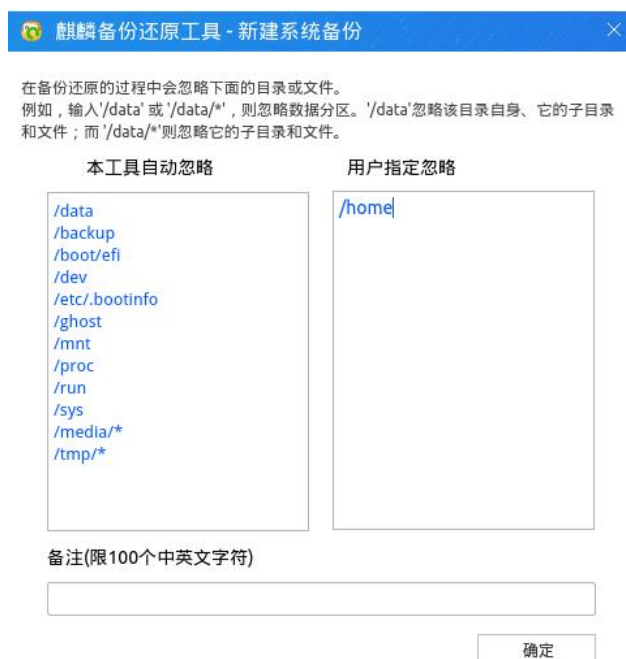 麒麟备份还原工具 - 新建系统备份
在备份还原的过程中会忽略下面的目录或文件。
例如，输入'/data' 或 '/data/*'，则忽略数据分区。'/data'忽略该目录自身、它的子目录
和文件；而 '/data/*'则忽略它的子目录和文件。
本工具自动忽略
/data
/backup
/boot/efi
/dev
/etc/.bootinfo
/ghost
/mnt
/proc
/run
/sys
/media/*
/tmp/*
用户指定忽略
/home
备注(限100个中英文字符)
确定